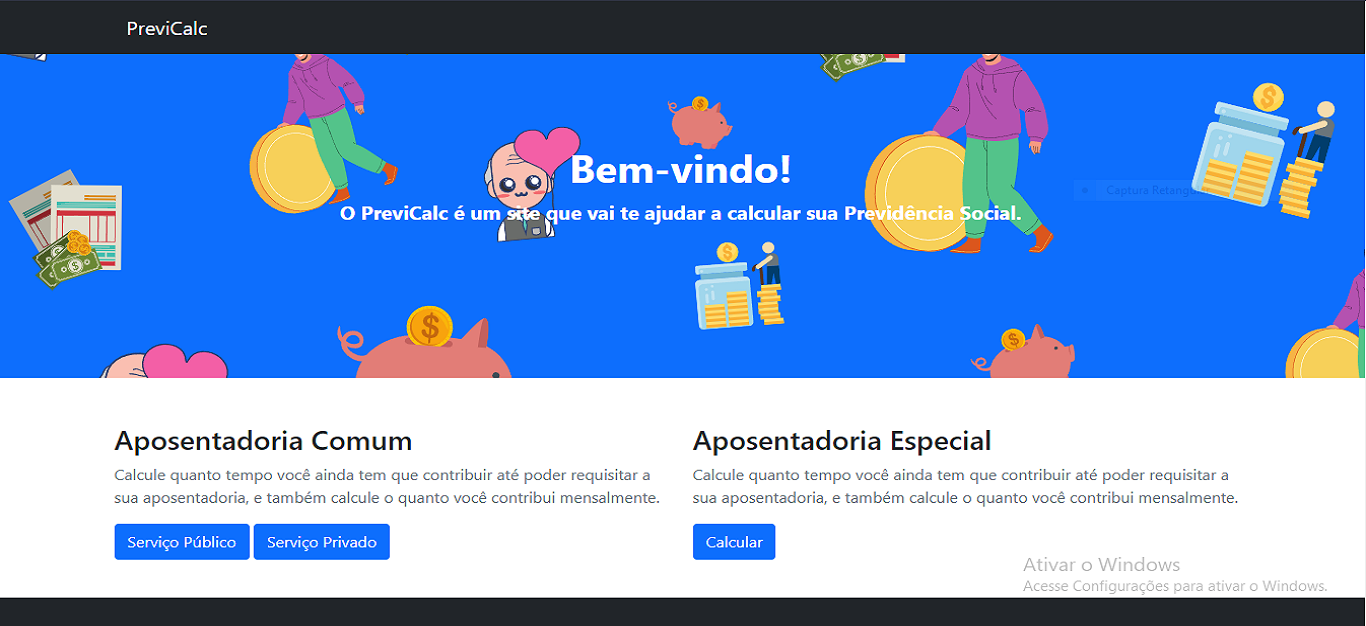 PreviCalc
Bem-vindo!
O PreviCalc é um site que vai te ajudar a calcular sua Previdência Social.
Captura
Aposentadoria Comum
Calcule quanto tempo você ainda tem que contribuir até poder requisitar a
sua aposentadoria, e também calcule o quanto você contribui mensalmente.
Serviço Público
Serviço Privado
Aposentadoria Especial
Calcule quanto tempo você ainda tem que contribuir até poder requisitar a
sua aposentadoria, e também calcule o quanto você contribui mensalmente.
Calcular
Ativar o Windows
Acesse Configurações para ativar o Windows.